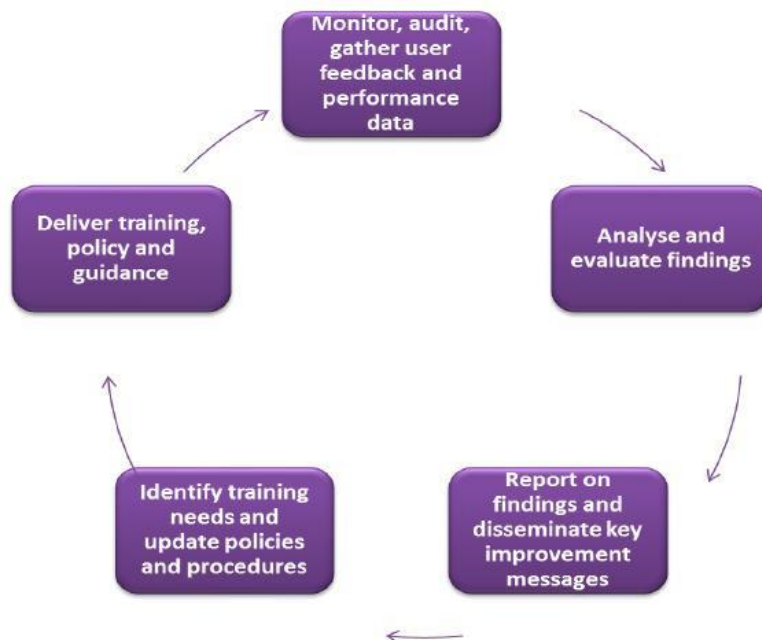 Monitor, audit,
gather user
feedback and
performance
data
Analyse and
evaluate findings
Report on
findings and
disseminate key
improvement
messages
Identify training
needs and
update policies
and procedures
Deliver training,
policy and
guidance